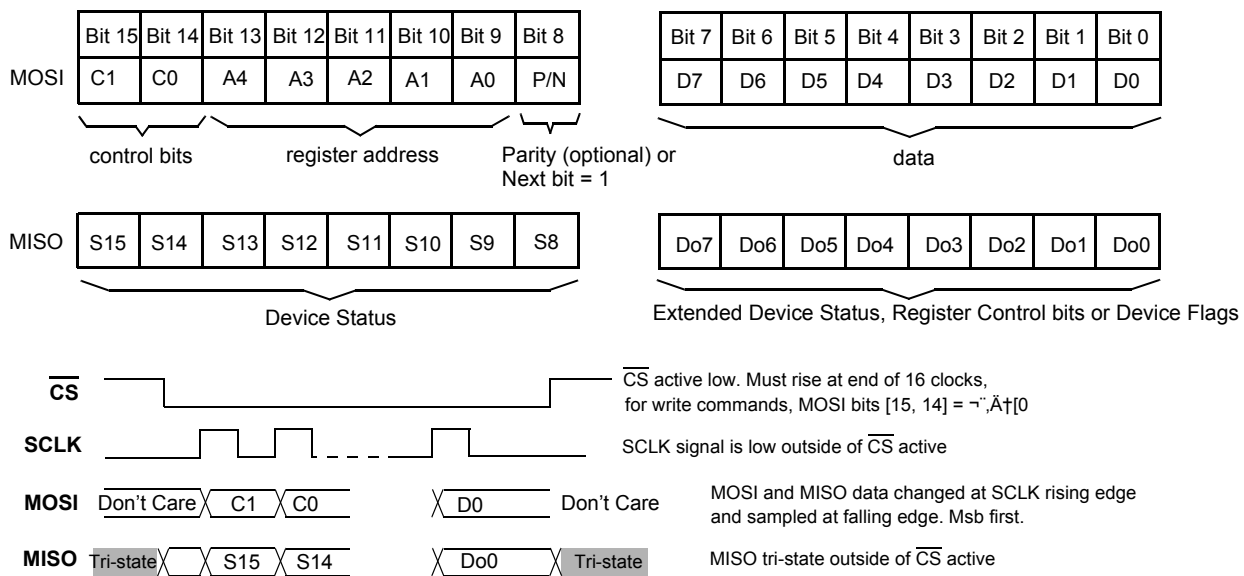 Bit 15 Bit 14 Bit 13 Bit 12 Bit 11 Bit 10 Bit 9 Bit 8 Bit 7 Bit 6 Bit 5 Bit 4 Bit 3 Bit 2 Bit 1 Bit 0
MOSI C1 C0 A4 A3 A2 A1 A0 P/N D7 D6 D5 D4 D3 D2 D1 D0
control bits register address Parity (optional) or data
Next bit = 1
MISO S15 S14 S13 S12 S11 S10 S9 S8 Do7 Do6 Do5 Do4 Do3 Do2 Do1 Do0
Device Status Extended Device Status, Register Control bits or Device Flags
CS CS active low. Must rise at end of 16 clocks,
for write commands, MOSI bits [15, 14] = ¬¨‚Ä†[0
SCLK SCLK signal is low outside of CS active
MOSI Don't Care C1 C0 D0 Don't Care MOSI and MISO data changed at SCLK rising edge
and sampled at falling edge. Msb first.
MISO Tri-state S15 S14 Do0 Tri-state MISO tri-state outside of CS active